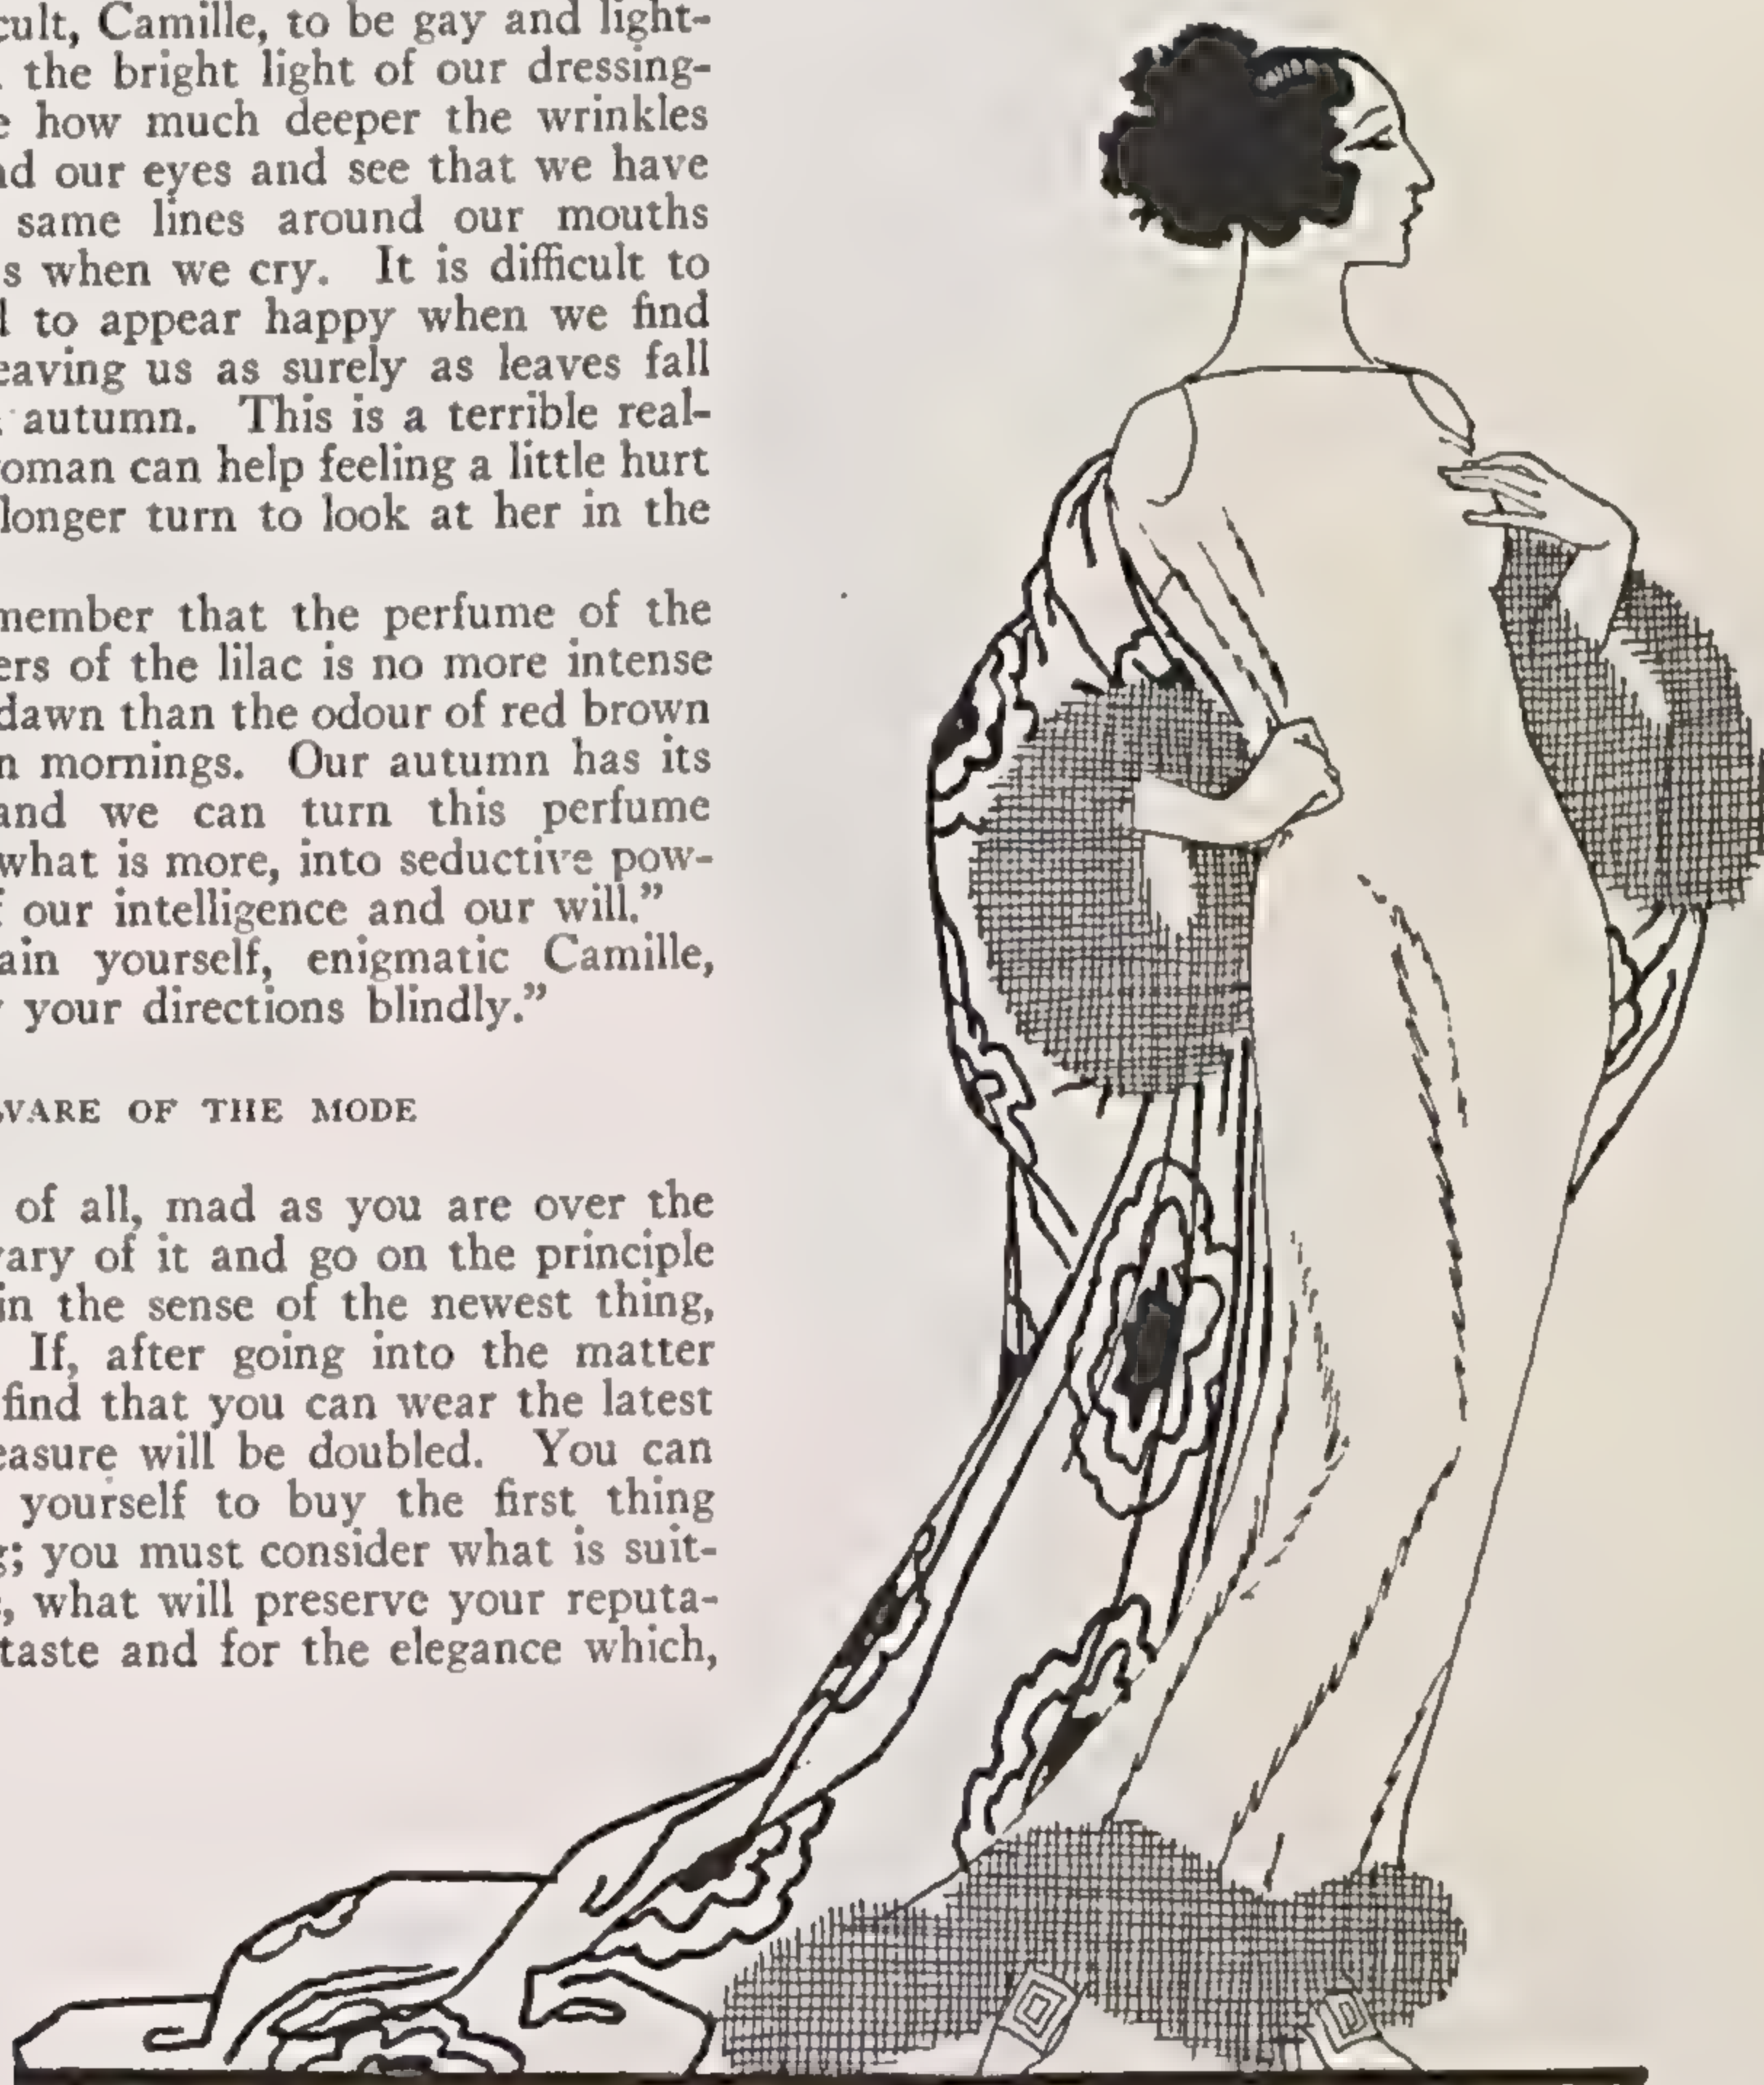 cult, Camille, to be gay and light-
the bright light of our dressing-
how much deeper the wrinkles
nd our eyes and see that we have
same lines around our mouths
s when we cry. It is difficult to
l to appear happy when we find
eaving us as surely as leaves fall
autumn. This is a terrible real-
oman can help feeling a little hurt
longer turn to look at her in the
member that the perfume of the
ers of the lilac is no more intense
dawn than the odour of red brown
n mornings. Our autumn has its
and we can turn this perfume
what is more, into seductive pow-
f our intelligence and our will.”
ain yourself, enigmatic Camille,
your directions blindly.”
WARE OF THE MODE
of all, mad as you are over the
vary of it and go on the principle
in the sense of the newest thing,
If, after going into the matter
find that you can wear the latest
easure will be doubled. You can
yourself to buy the first thing
g; you must consider what is suit-
, what will preserve your reputa-
taste and for the elegance which,